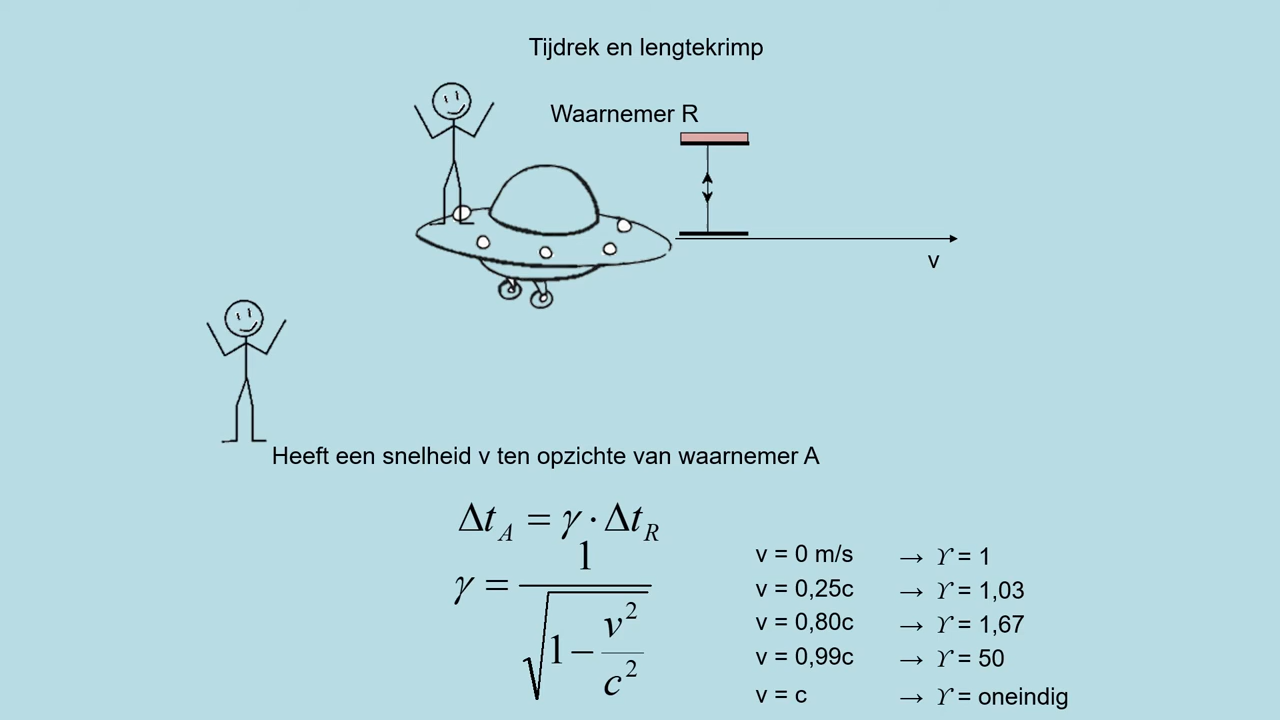 Tijdrek en lengtekrimp
Waarnemer R
v
Heeft een snelheid v ten opzichte van waarnemer A
Δt_A = γ · Δt_R
γ = 1 / √(1 − v²/c²)
v = 0 m/s → ϒ = 1
v = 0,25c → ϒ = 1,03
v = 0,80c → ϒ = 1,67
v = 0,99c → ϒ = 50
v = c → ϒ = oneindig